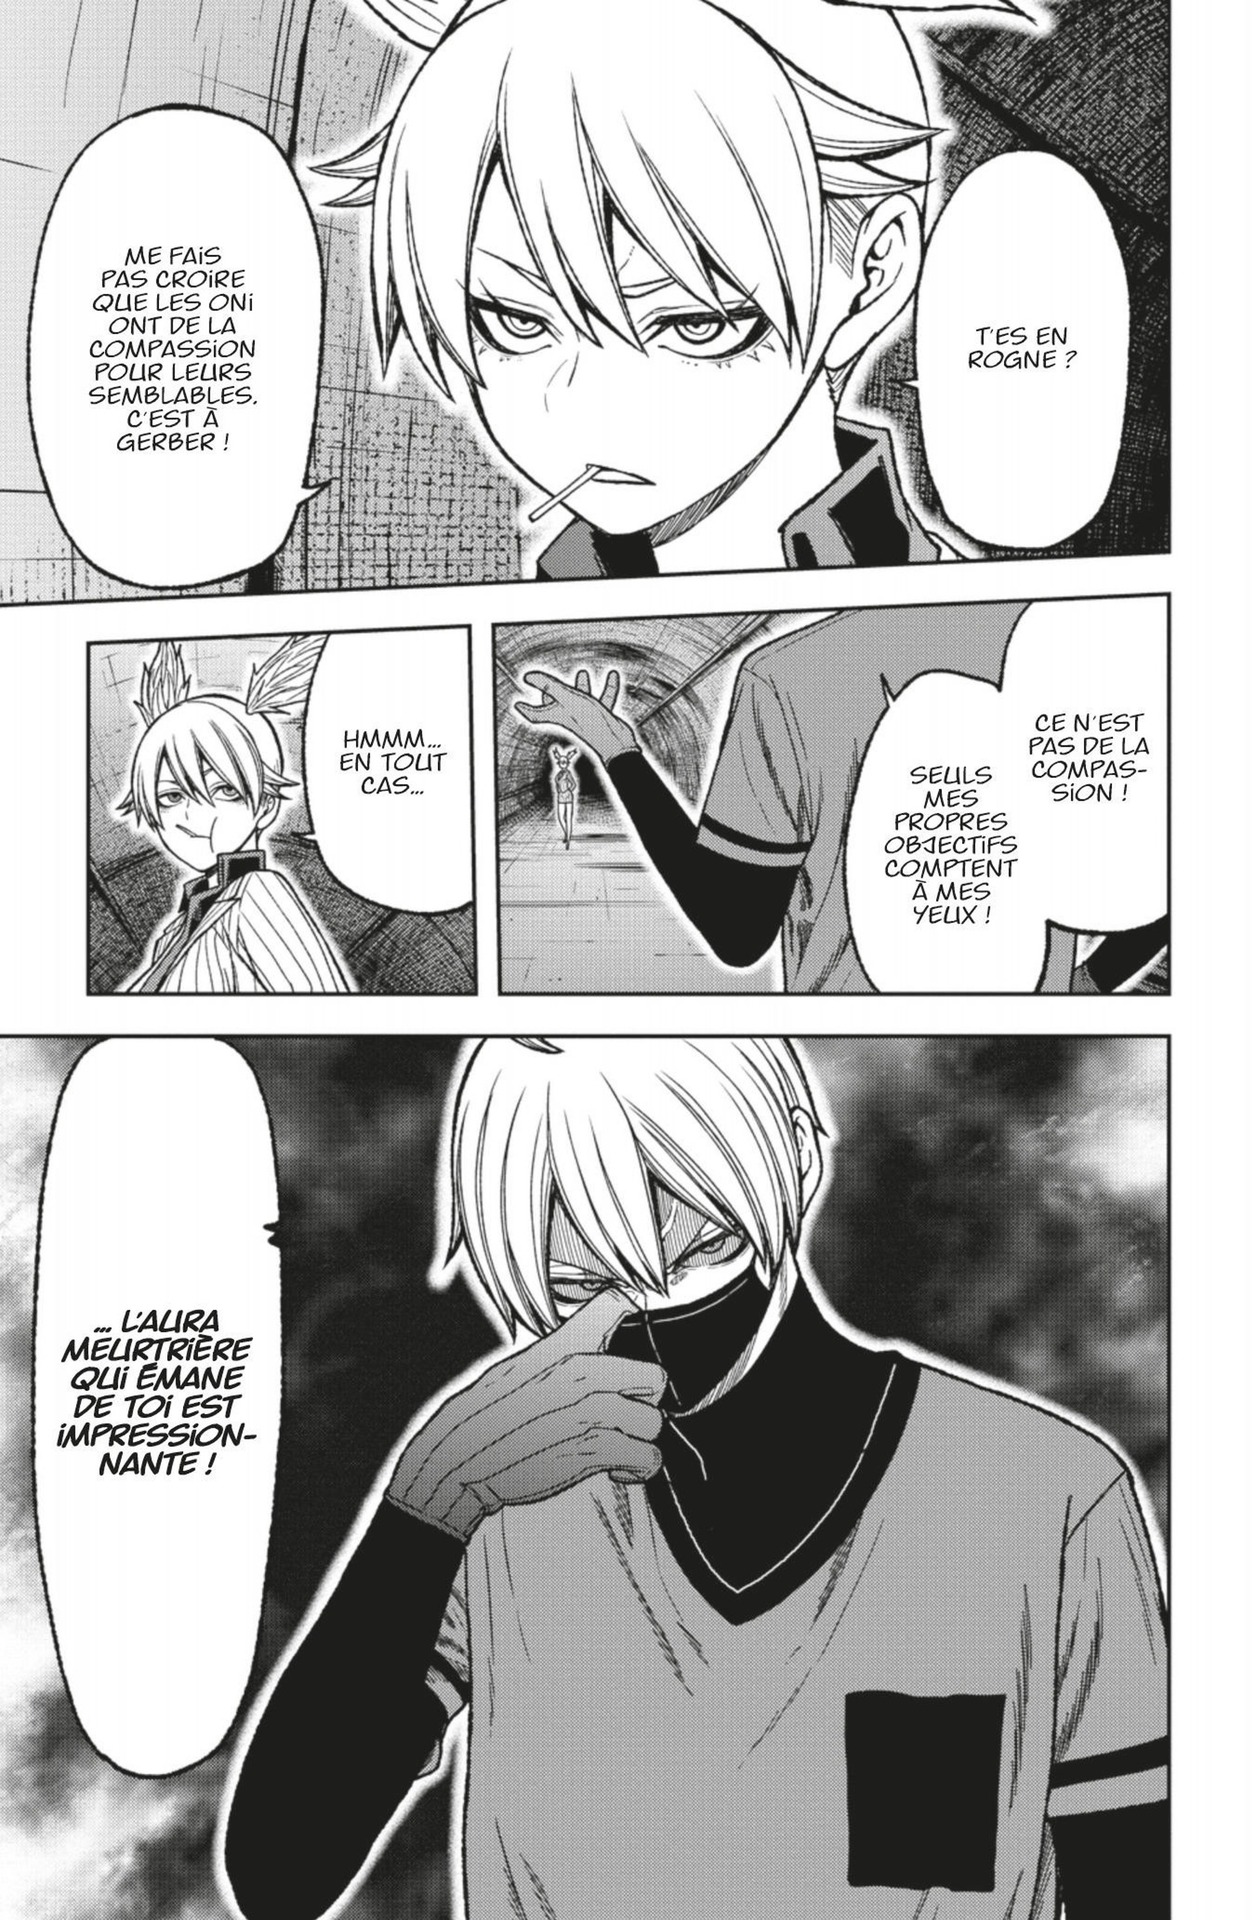 T'ES EN
ROGNE ?
ME FAIS
PAS CROIRE
QUE LES ONI
ONT DE LA
COMPASSION
POUR LEURS
SEMBLABLES,
C'EST À
GERBER !
CE N'EST
PAS DE LA
COMPAS-
SION !
SEULS
MES
PROPRES
OBJECTIFS
COMPTENT
À MES
YEUX !
HMMM...
EN TOUT
CAS...
... L'AURA
MEURTRIÈRE
QUI ÉMANE
DE TOI EST
IMPRESSION-
NANTE !